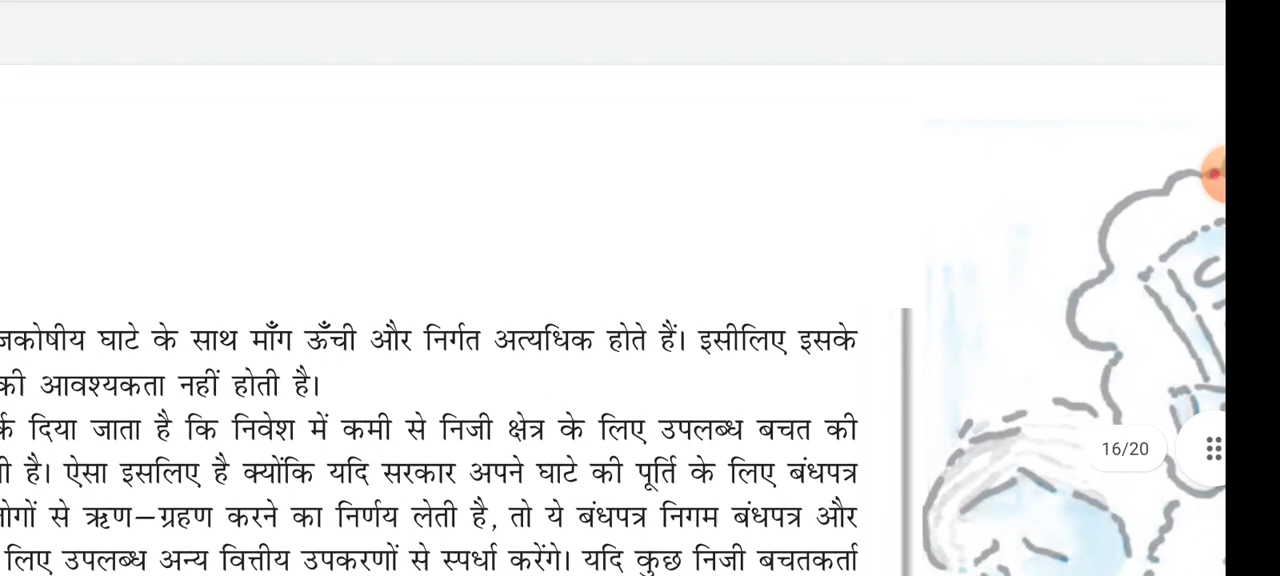 जकोषीय घाटे के साथ माँग ऊँची और निर्गत अत्यधिक होते हैं। इसीलिए इसके
की आवश्यकता नहीं होती है।
दिया जाता है कि निवेश में कमी से निजी क्षेत्र के लिए उपलब्ध बचत की
है। ऐसा इसलिए है क्योंकि यदि सरकार अपने घाटे की पूर्ति के लिए बंधपत्र
से ऋण–ग्रहण करने का निर्णय लेती है, तो ये बंधपत्र निगम बंधपत्र और
लिए उपलब्ध अन्य वित्तीय उपकरणों से स्पर्धा करेंगे। यदि कुछ निजी बचतकर्ता
16/20